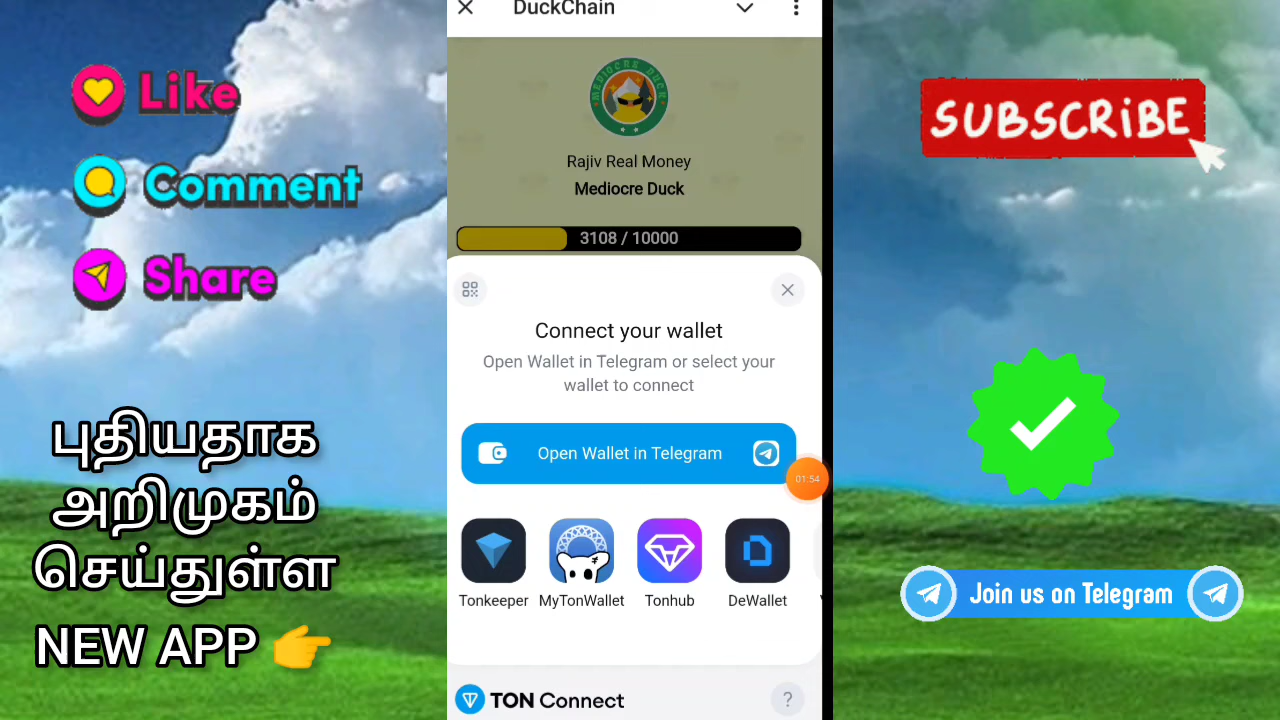 Like
Comment
Share
புதியதாக
அறிமுகம்
செய்துள்ள
NEW APP 👉
DuckChain
MEDIOCRE DUCK
Rajiv Real Money
Mediocre Duck
3108 / 10000
Connect your wallet
Open Wallet in Telegram or select your
wallet to connect
Open Wallet in Telegram
01:54
Tonkeeper MyTonWallet Tonhub DeWallet
TON Connect
?
SUBSCRIBE
Join us on Telegram